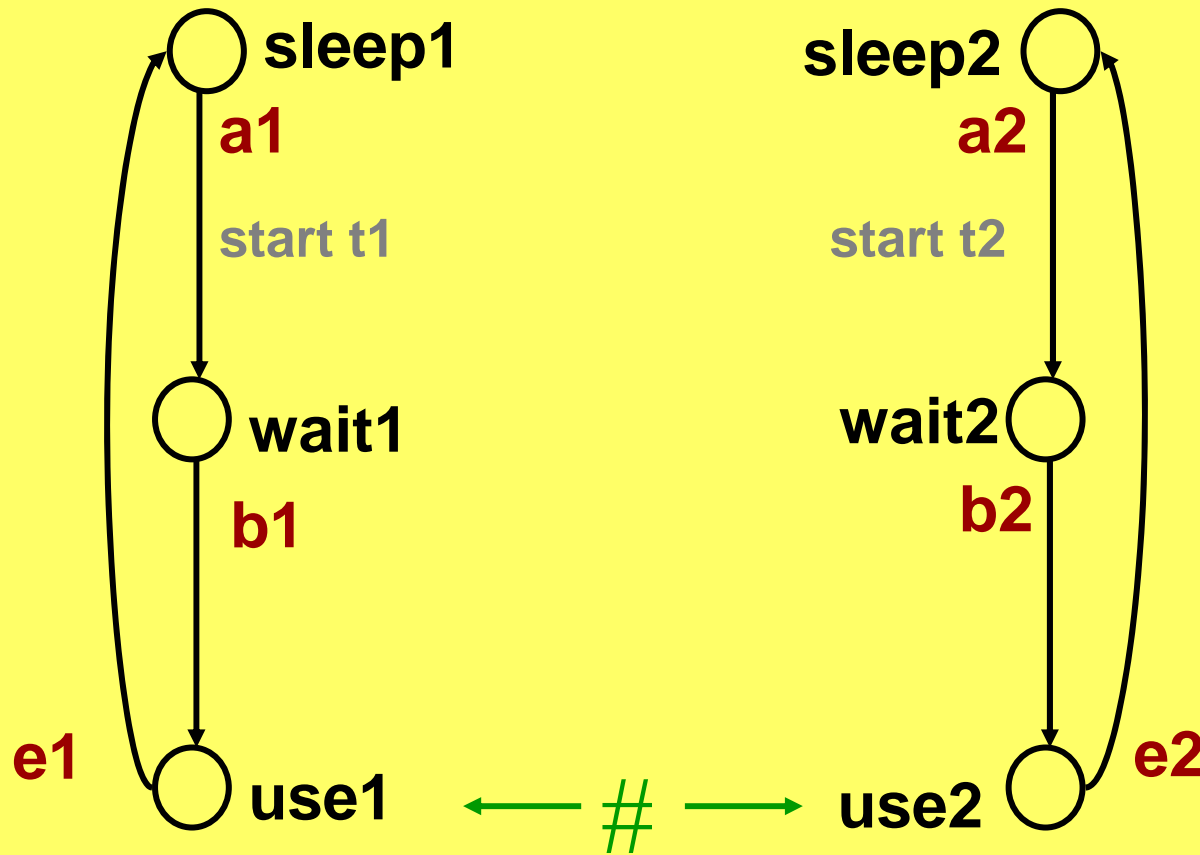 sleep1 sleep2
a1 a2
start t1 start t2
wait1 wait2
b1 b2
e1 e2
use1 # use2